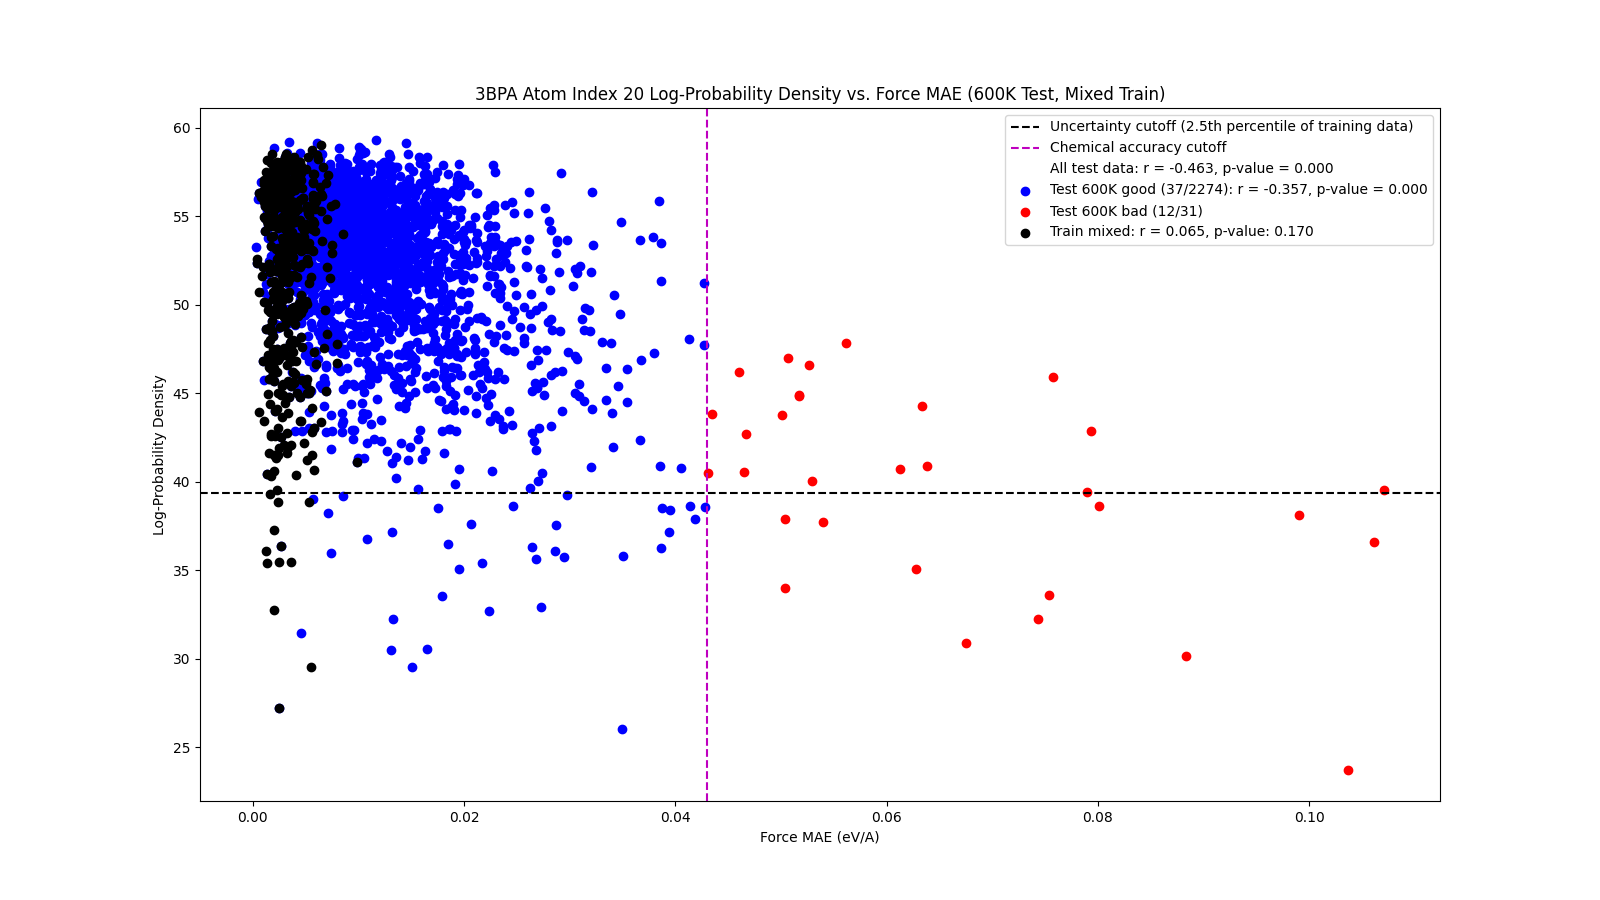 3BPA Atom Index 20 Log-Probability Density vs. Force MAE (600K Test, Mixed Train)
Uncertainty cutoff (2.5th percentile of training data)
Chemical accuracy cutoff
All test data: r = -0.463, p-value = 0.000
Test 600K good (37/2274): r = -0.357, p-value = 0.000
Test 600K bad (12/31)
Train mixed: r = 0.065, p-value: 0.170
Log-Probability Density
60
55
50
45
40
35
30
25
0.00
0.02
0.04
0.06
0.08
0.10
Force MAE (eV/A)